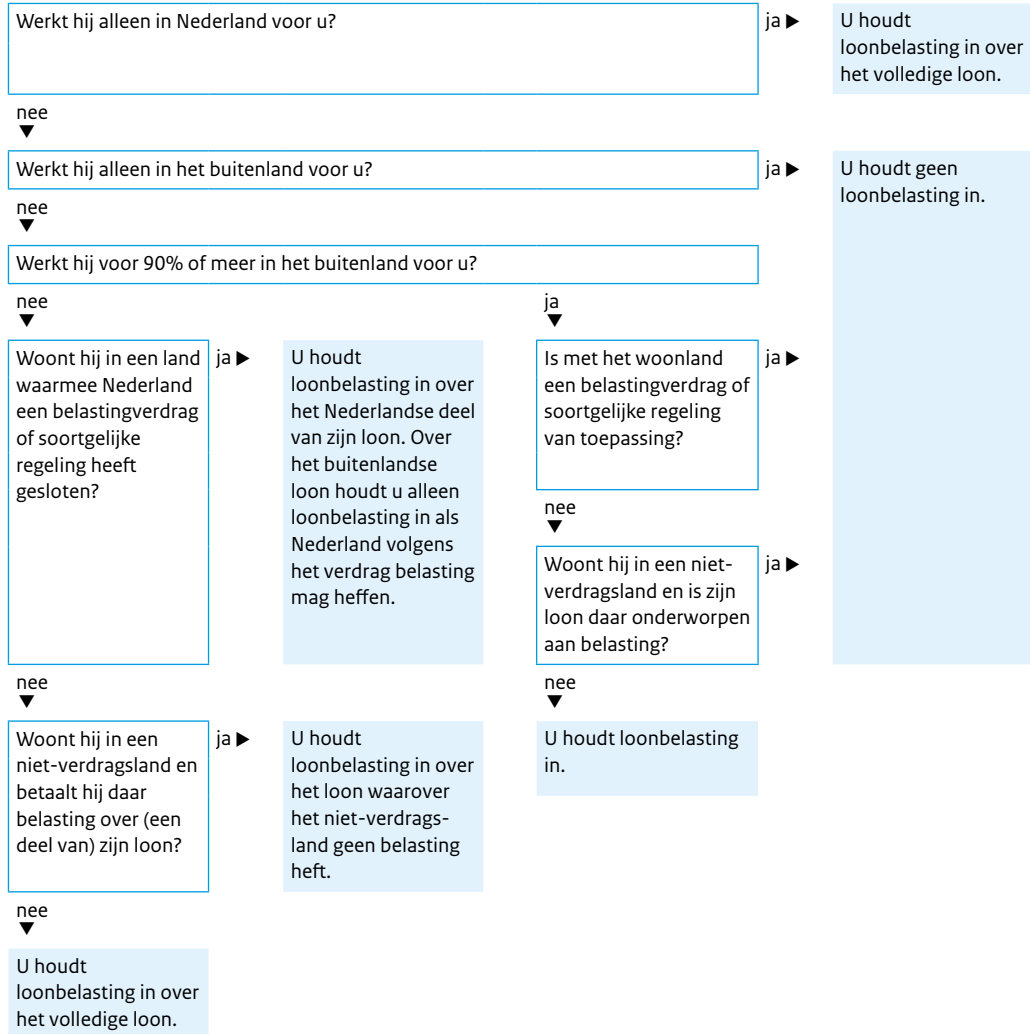 Werkt hij alleen in Nederland voor u?
ja ▶
U houdt
loonbelasting in over
het volledige loon.
nee
▼
Werkt hij alleen in het buitenland voor u?
ja ▶
U houdt geen
loonbelasting in.
nee
▼
Werkt hij voor 90% of meer in het buitenland voor u?
nee
▼
ja
▼
Woont hij in een land
waarmee Nederland
een belastingverdrag
of soortgelijke
regeling heeft
gesloten?
ja ▶
U houdt
loonbelasting in over
het Nederlandse deel
van zijn loon. Over
het buitenlandse
loon houdt u alleen
loonbelasting in als
Nederland volgens
het verdrag belasting
mag heffen.
Is met het woonland
een belastingverdrag of
soortgelijke regeling
van toepassing?
ja ▶
nee
▼
Woont hij in een niet-
verdragsland en is zijn
loon daar onderworpen
aan belasting?
ja ▶
nee
▼
nee
▼
Woont hij in een
niet-verdragsland en
betaalt hij daar
belasting over (een
deel van) zijn loon?
ja ▶
U houdt
loonbelasting in over
het loon waarover
het niet-verdrags-
land geen belasting
heft.
U houdt loonbelasting
in.
nee
▼
U houdt
loonbelasting in over
het volledige loon.